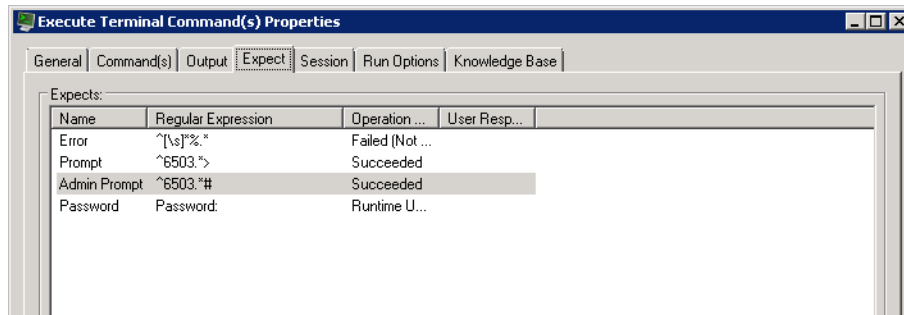 Execute Terminal Command(s) Properties
General Command(s) Output Expect Session Run Options Knowledge Base
Expects:
Name Regular Expression Operation ... User Resp...
Error ^[\s]*%.* Failed (Not ...
Prompt ^6503.*> Succeeded
Admin Prompt ^6503.*# Succeeded
Password Password: Runtime U...